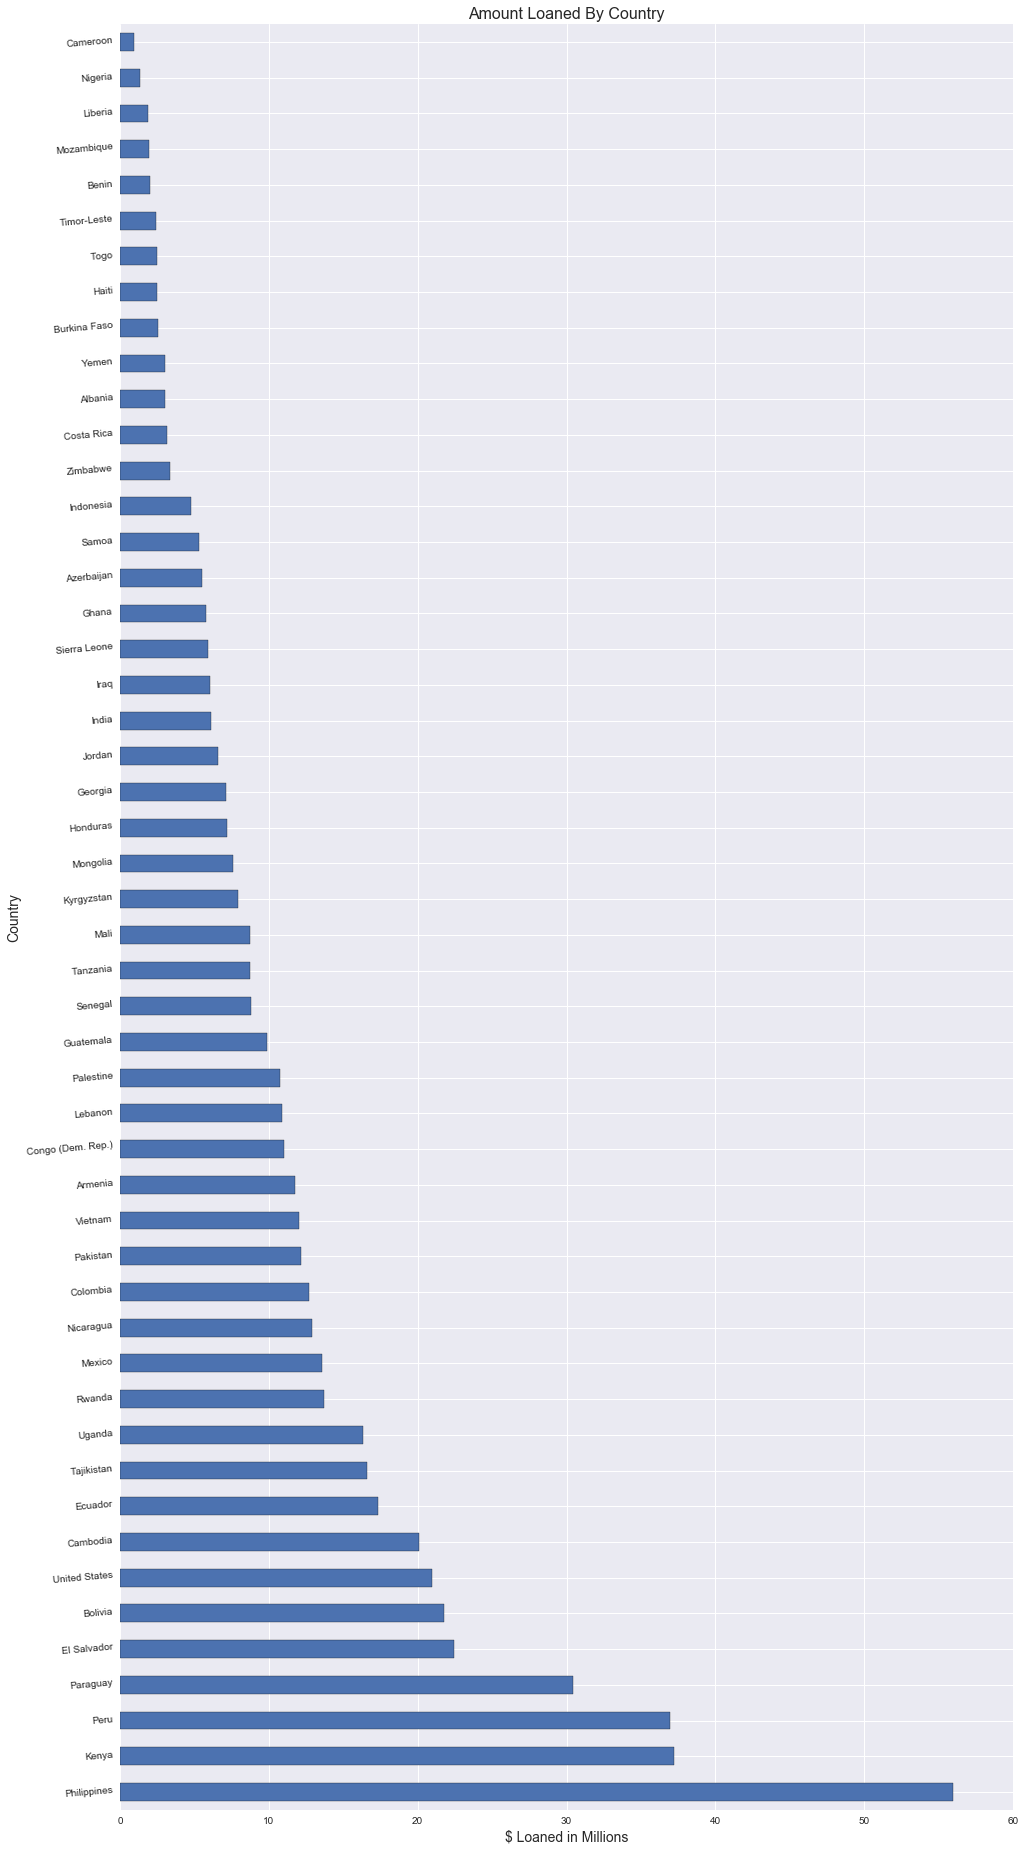 Amount Loaned By Country
Cameroon
Nigeria
Liberia
Mozambique
Benin
Timor-Leste
Togo
Haiti
Burkina Faso
Yemen
Albania
Costa Rica
Zimbabwe
Indonesia
Samoa
Azerbaijan
Ghana
Sierra Leone
Iraq
India
Jordan
Georgia
Honduras
Mongolia
Kyrgyzstan
Mali
Tanzania
Senegal
Guatemala
Palestine
Lebanon
Congo (Dem. Rep.)
Armenia
Vietnam
Pakistan
Colombia
Nicaragua
Mexico
Rwanda
Uganda
Tajikistan
Ecuador
Cambodia
United States
Bolivia
El Salvador
Paraguay
Peru
Kenya
Philippines
Country
0 10 20 30 40 50 60
$ Loaned in Millions